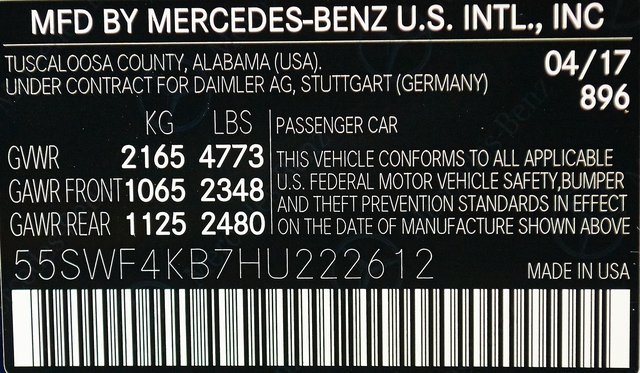 MFD BY MERCEDES-BENZ U.S. INTL., INC
TUSCALOOSA COUNTY, ALABAMA (USA).
UNDER CONTRACT FOR DAIMLER AG, STUTTGART (GERMANY)
04/17
896
KG LBS
GVWR 2165 4773
GAWR FRONT 1065 2348
GAWR REAR 1125 2480
PASSENGER CAR
THIS VEHICLE CONFORMS TO ALL APPLICABLE
U.S. FEDERAL MOTOR VEHICLE SAFETY,BUMPER
AND THEFT PREVENTION STANDARDS IN EFFECT
ON THE DATE OF MANUFACTURE SHOWN ABOVE
55SWF4KB7HU222612
MADE IN USA